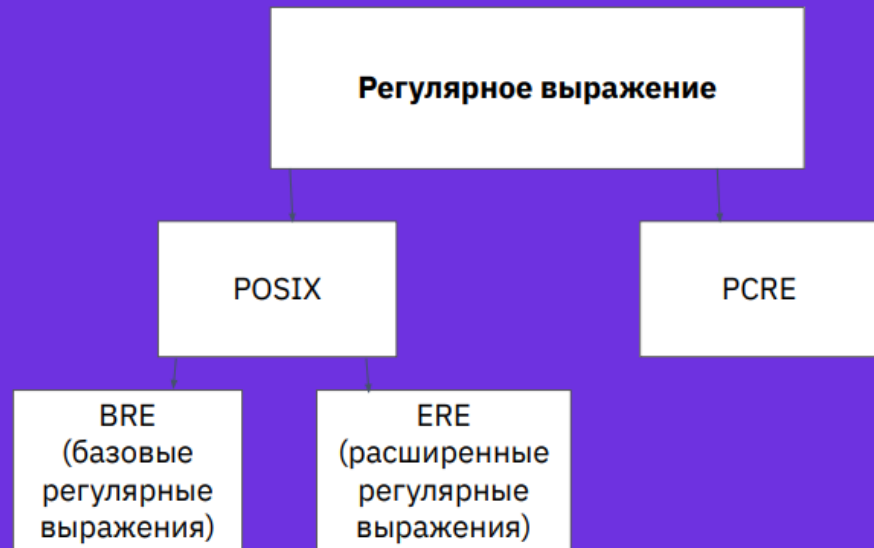 Регулярное выражение
POSIX
PCRE
BRE
(базовые
регулярные
выражения)
ERE
(расширенные
регулярные
выражения)